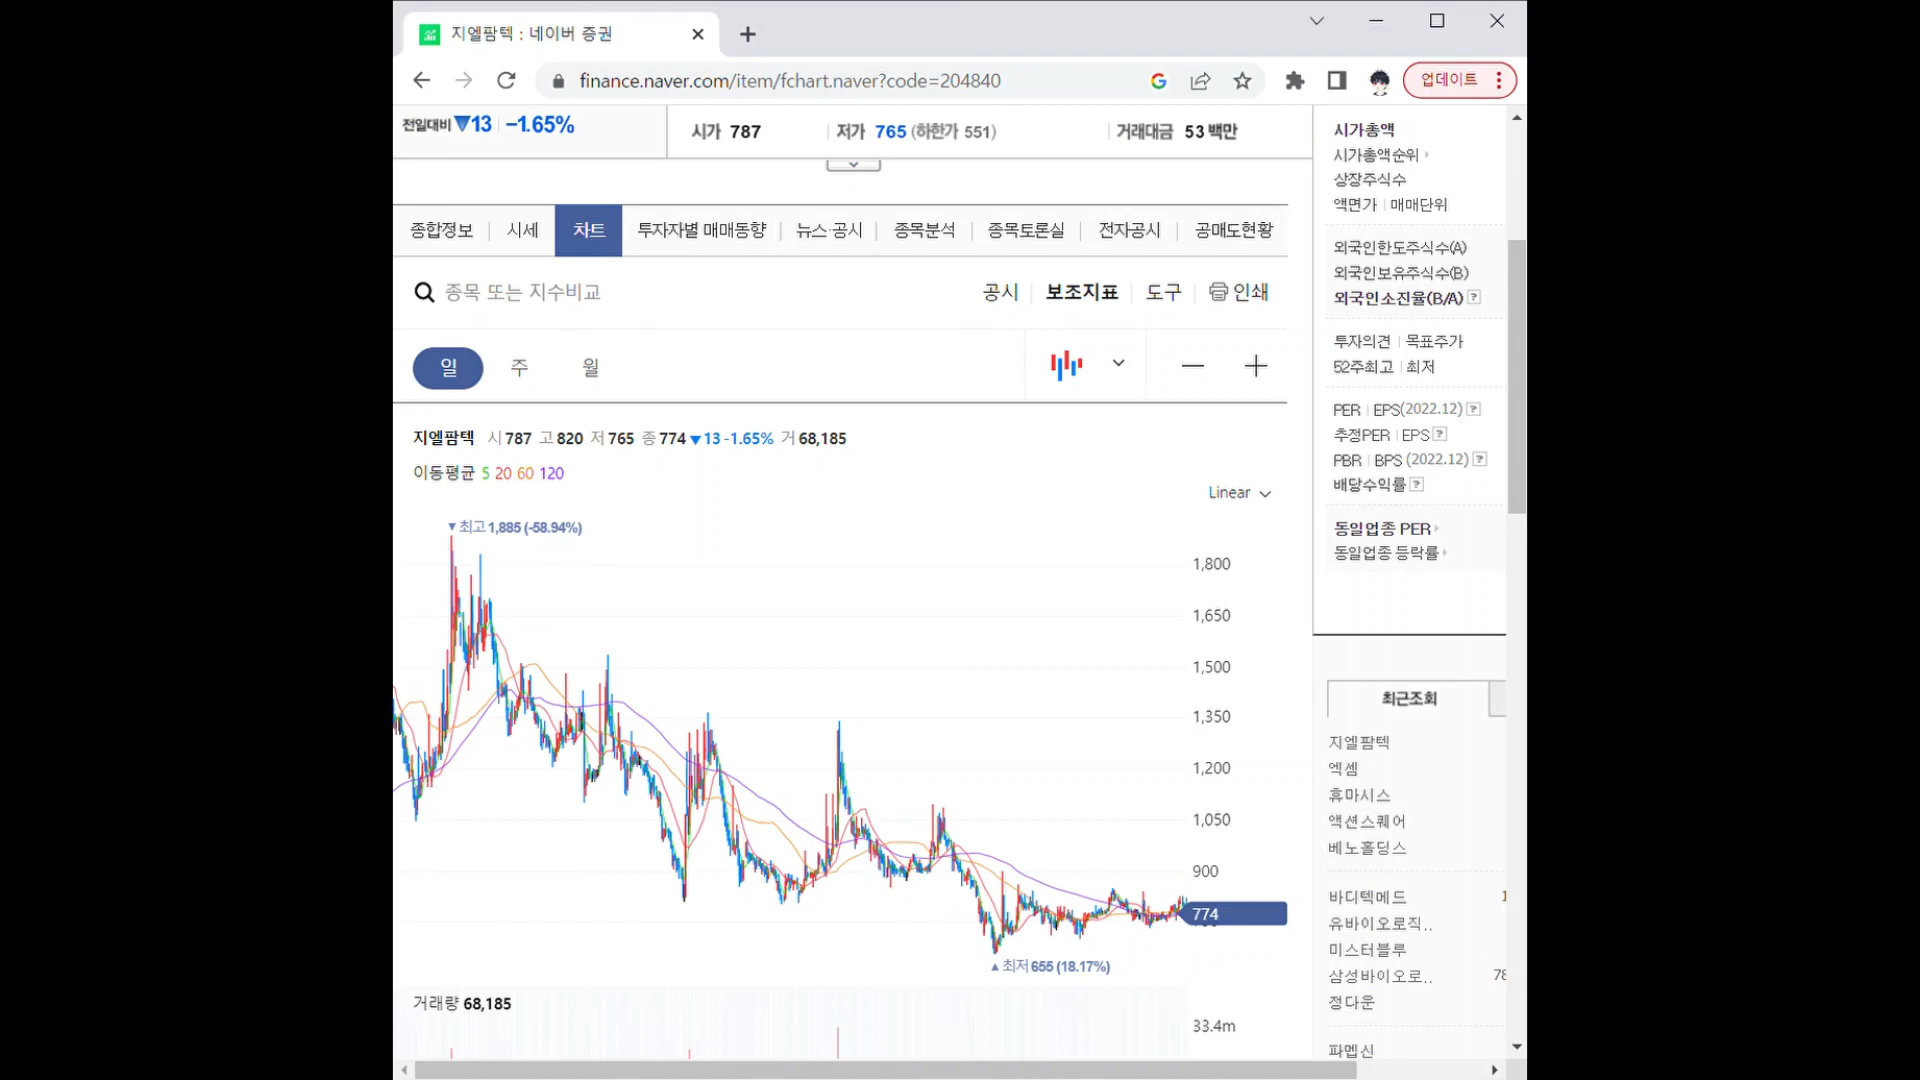 지엘팜텍 : 네이버 증권
finance.naver.com/item/fchart.naver?code=204840
업데이트
전일대비 ▼13 -1.65%
시가 787
저가 765 (하한가 551)
거래대금 53 백만
종합정보 시세 차트 투자자별 매매동향 뉴스·공시 종목분석 종목토론실 전자공시 공매도현황
종목 또는 지수비교
공시 보조지표 도구 인쇄
일 주 월
지엘팜텍 시 787 고 820 저 765 종 774 ▼13 -1.65% 거 68,185
이동평균 5 20 60 120
Linear
▼최고 1,885 (-58.94%)
1,800
1,650
1,500
1,350
1,200
1,050
900
774
▲최저 655 (18.17%)
거래량 68,185
33.4m
시가총액
시가총액순위
상장주식수
액면가 매매단위
외국인한도주식수(A)
외국인보유주식수(B)
외국인소진율(B/A) ?
투자의견 목표주가
52주최고 최저
PER EPS(2022.12) ?
추정PER EPS ?
PBR BPS (2022.12) ?
배당수익률 ?
동일업종 PER
동일업종 등락률
최근조회
지엘팜텍
엑셈
휴마시스
액션스퀘어
베노홀딩스
바디텍메드 1
유바이오로직..
미스터블루
삼성바이오로.. 78
정다운
파멥신